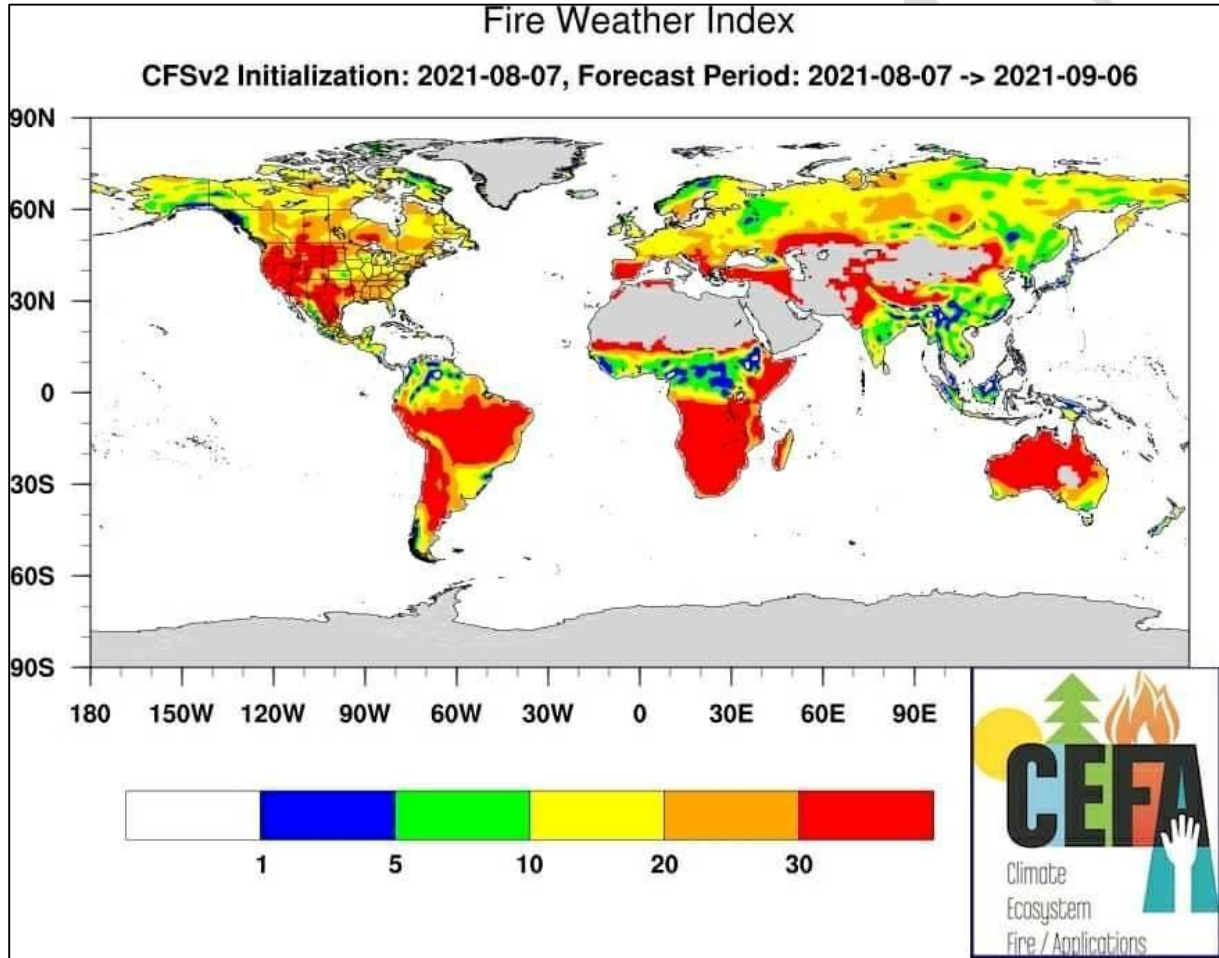 Fire Weather Index
CFSv2 Initialization: 2021-08-07, Forecast Period: 2021-08-07 -> 2021-09-06
90N
60N
30N
0
30S
60S
90S
180 150W 120W 90W 60W 30W 0 30E 60E 90E
1 5 10 20 30
CEFA
Climate
Ecosystem
Fire / Applications